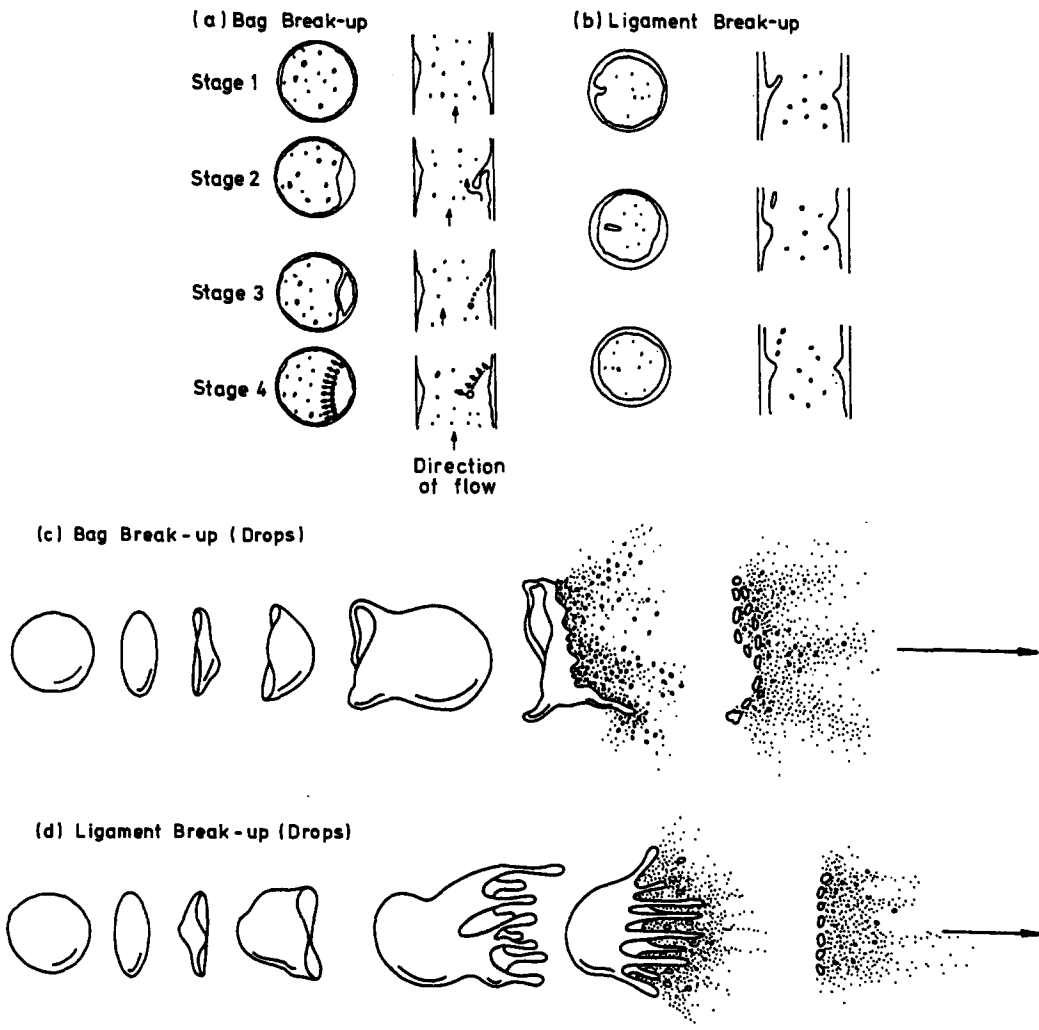 (a) Bag Break-up
(b) Ligament Break-up
Stage 1
Stage 2
Stage 3
Stage 4
Direction
of flow
(c) Bag Break-up (Drops)
(d) Ligament Break-up (Drops)